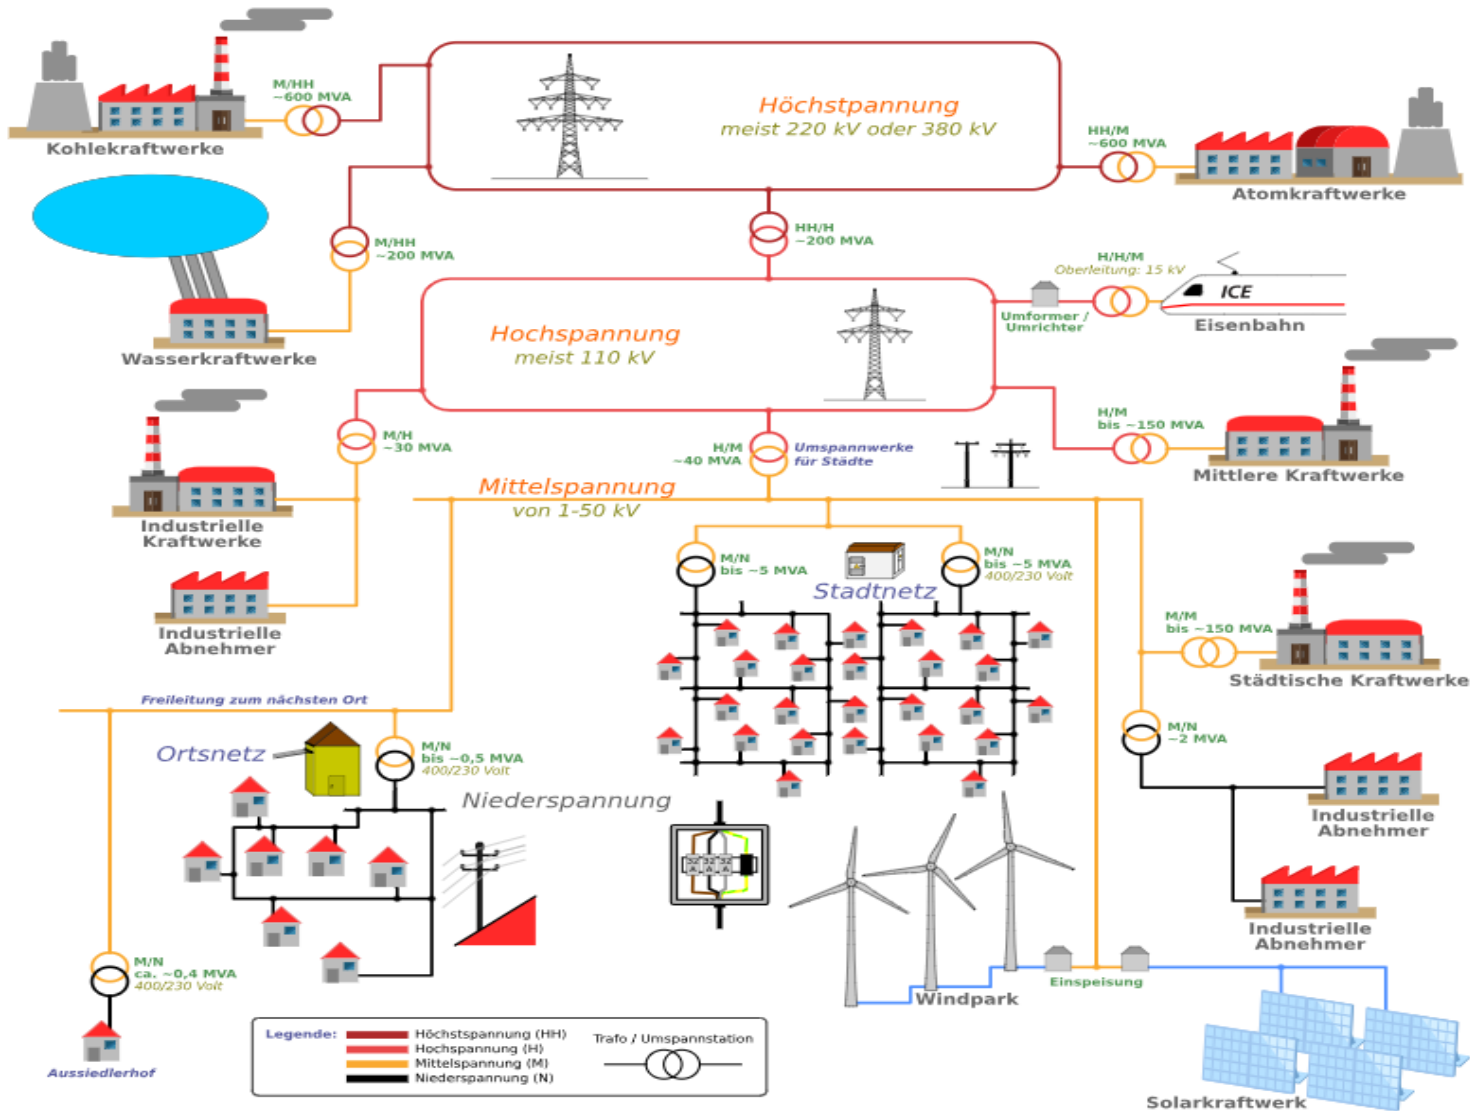 M/HH
~600 MVA
Kohlekraftwerke
Höchstpannung
meist 220 kV oder 380 kV
HH/M
~600 MVA
Atomkraftwerke
M/HH
~200 MVA
HH/H
~200 MVA
Wasserkraftwerke
Hochspannung
meist 110 kV
H/H/M
Oberleitung: 15 kV
ICE
Umformer /
Umrichter
Eisenbahn
M/H
~30 MVA
H/M
~40 MVA
Umspannwerke
für Städte
H/M
bis ~150 MVA
Mittlere Kraftwerke
Industrielle
Kraftwerke
Mittelspannung
von 1-50 kV
M/N
bis ~5 MVA
M/N
bis ~5 MVA
400/230 Volt
Stadtnetz
Industrielle
Abnehmer
M/M
bis ~150 MVA
Städtische Kraftwerke
Freileitung zum nächsten Ort
Ortsnetz
M/N
bis ~0,5 MVA
400/230 Volt
M/N
~2 MVA
Niederspannung
Industrielle
Abnehmer
32 32 32
A A A
Industrielle
Abnehmer
M/N
ca. ~0,4 MVA
400/230 Volt
Aussiedlerhof
Einspeisung
Windpark
Solarkraftwerk
Legende:
Höchstspannung (HH)
Hochspannung (H)
Mittelspannung (M)
Niederspannung (N)
Trafo / Umspannstation